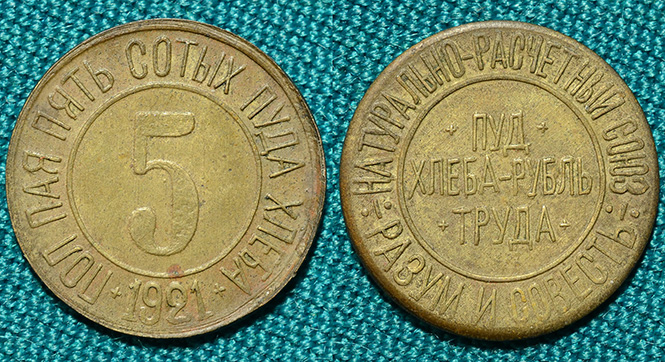 ПОЛ ПАЯ ПЯТЬ СОТЫХ ПУДА ХЛЕБА
5
1921
НАТУРАЛЬНО-РАСЧЕТНЫЙ СОЮЗ
ПУД
ХЛЕБА-РУБЛЬ
ТРУДА
РАЗУМ И СОВЕСТЬ